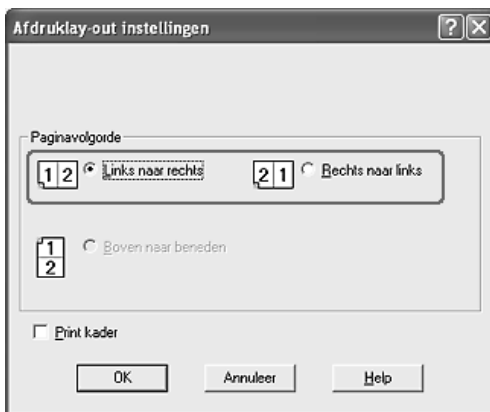 Afdruklay-out instellingen
Paginavolgorde
1 2 Links naar rechts 2 1 Rechts naar links
1
2 Boven naar beneden
Print kader
OK Annuleer Help